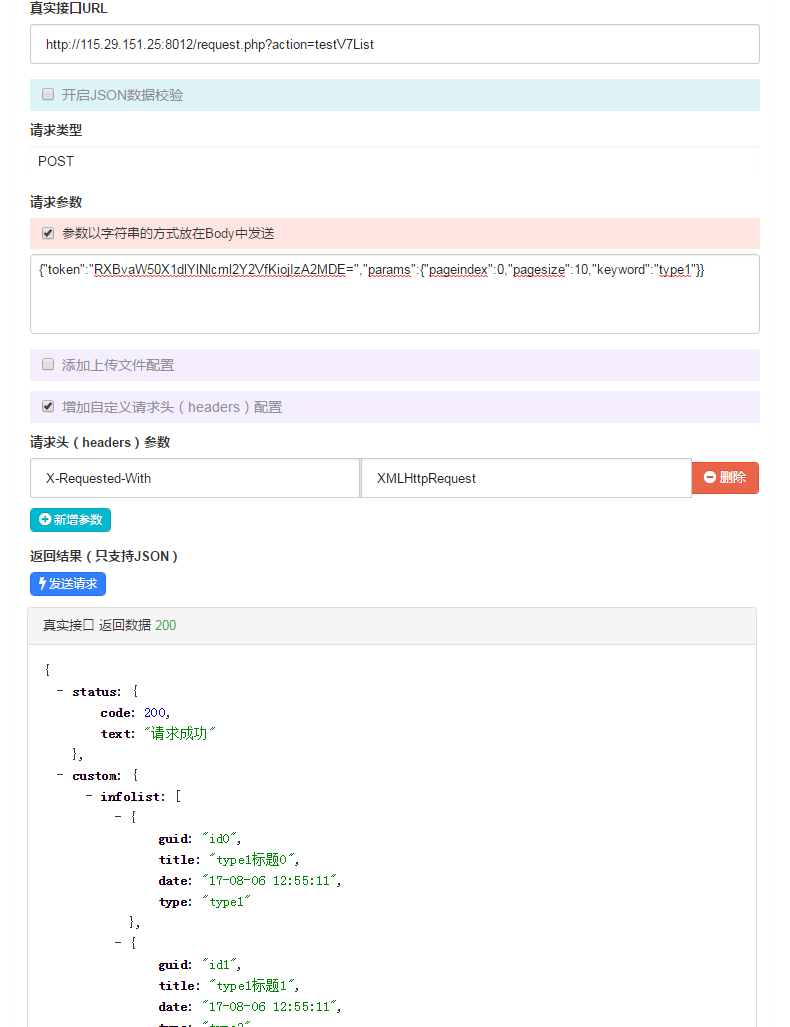 真实接口URL
http://115.29.151.25:8012/request.php?action=testV7List
开启JSON数据校验
请求类型
POST
请求参数
参数以字符串的方式放在Body中发送
{"token":"RXBvaW50X1dlYlNlcml2Y2VfKiojIzA2MDE=","params":{"pageindex":0,"pagesize":10,"keyword":"type1"}}
添加上传文件配置
增加自定义请求头（headers）配置
请求头（headers）参数
X-Requested-With XMLHttpRequest 删除
新增参数
返回结果（只支持JSON）
发送请求
真实接口 返回数据 200
{
- status: {
code: 200,
text: "请求成功"
},
- custom: {
- infolist: [
- {
guid: "id0",
title: "type1标题0",
date: "17-08-06 12:55:11",
type: "type1"
},
- {
guid: "id1",
title: "type1标题1",
date: "17-08-06 12:55:11",